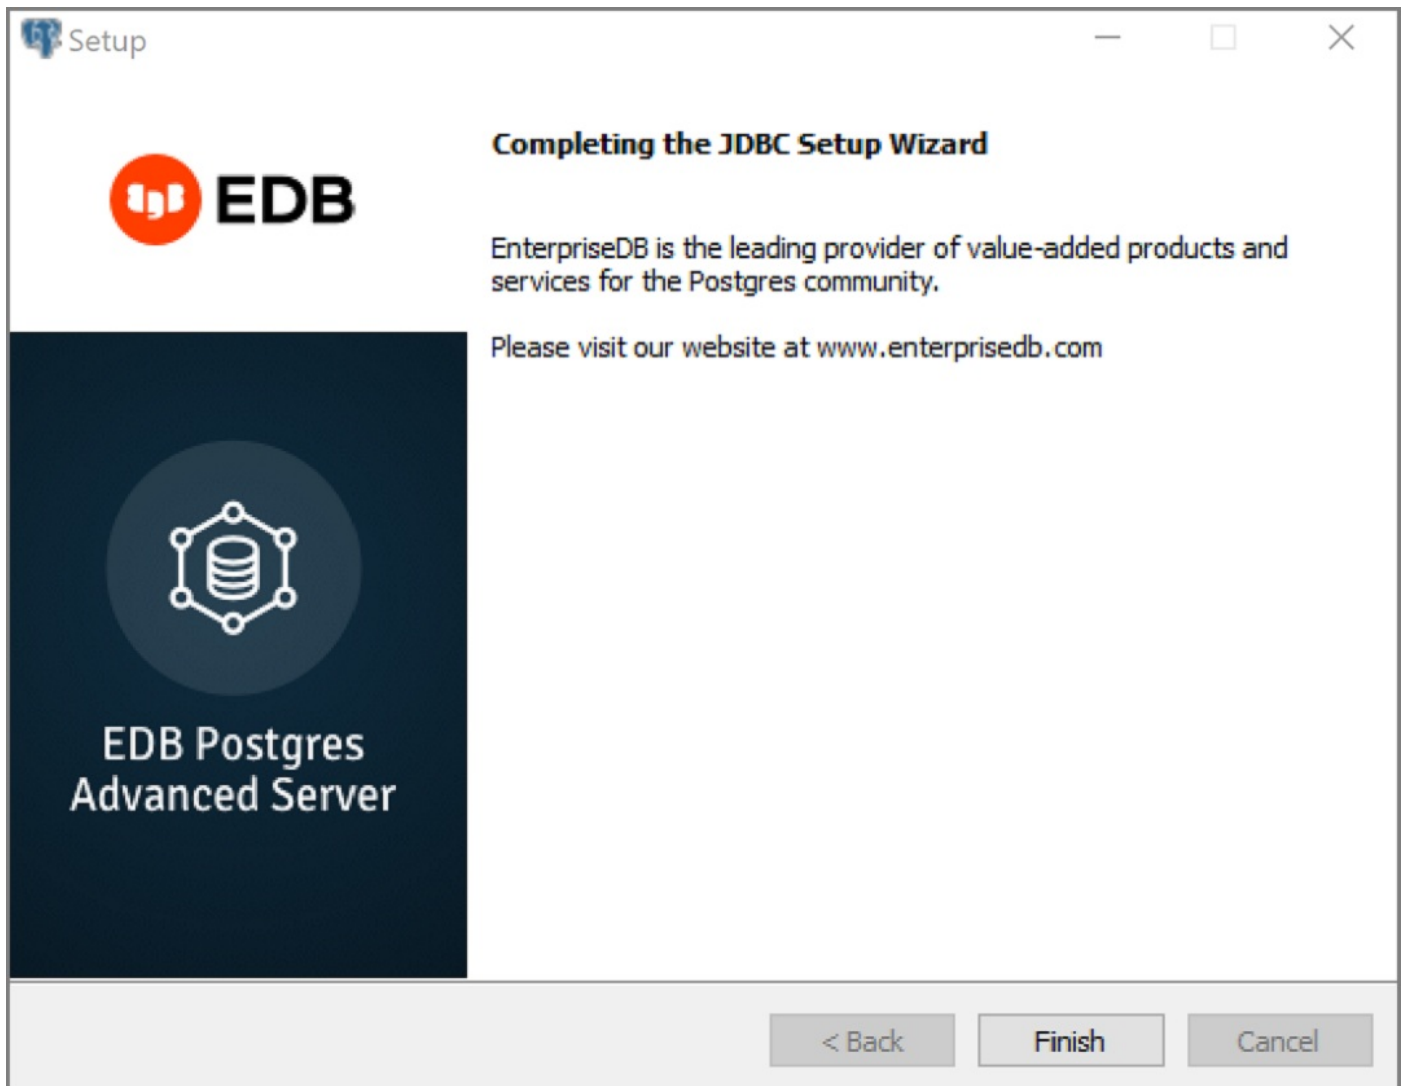 Setup
EDB
Completing the JDBC Setup Wizard
EnterpriseDB is the leading provider of value-added products and
services for the Postgres community.
Please visit our website at www.enterprisedb.com
EDB Postgres
Advanced Server
< Back
Finish
Cancel